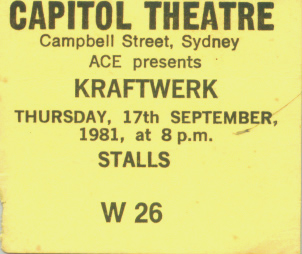 CAPITOL THEATRE
Campbell Street, Sydney
ACE presents
KRAFTWERK
THURSDAY, 17th SEPTEMBER,
1981, at 8 p.m.
STALLS
W 26